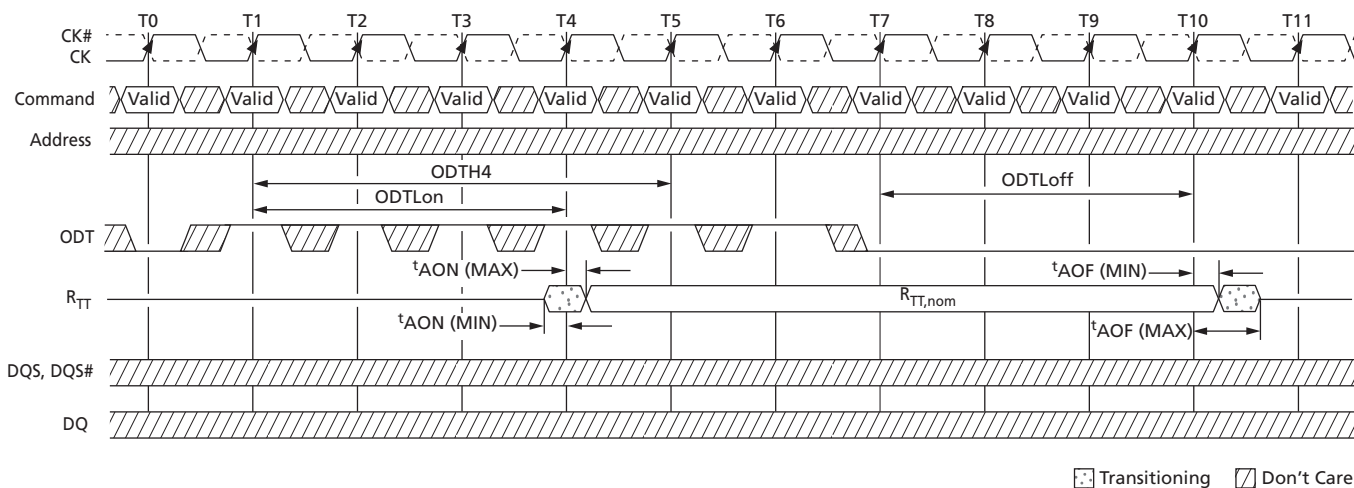 T0 T1 T2 T3 T4 T5 T6 T7 T8 T9 T10 T11
CK#
CK
Command Valid Valid Valid Valid Valid Valid Valid Valid Valid Valid Valid Valid
Address
ODTH4
ODTLoff
ODTLon
ODT
tAON (MAX) tAOF (MIN)
RTT RTT,nom
tAON (MIN) tAOF (MAX)
DQS, DQS#
DQ
Transitioning Don't Care